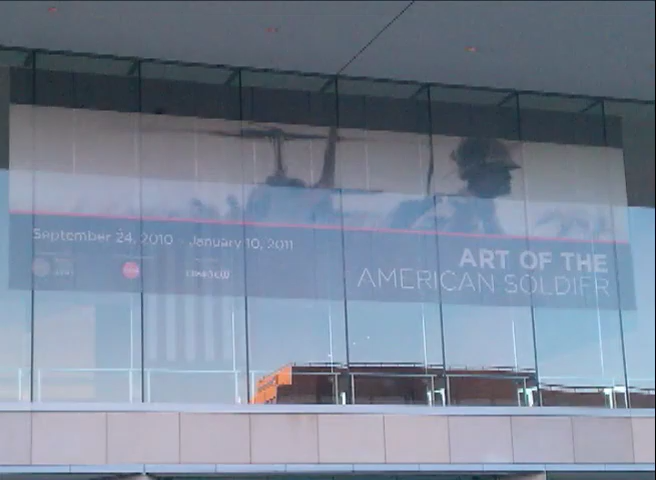 September 24, 2010 - January 10, 2011
ART OF THE
AMERICAN SOLDIER